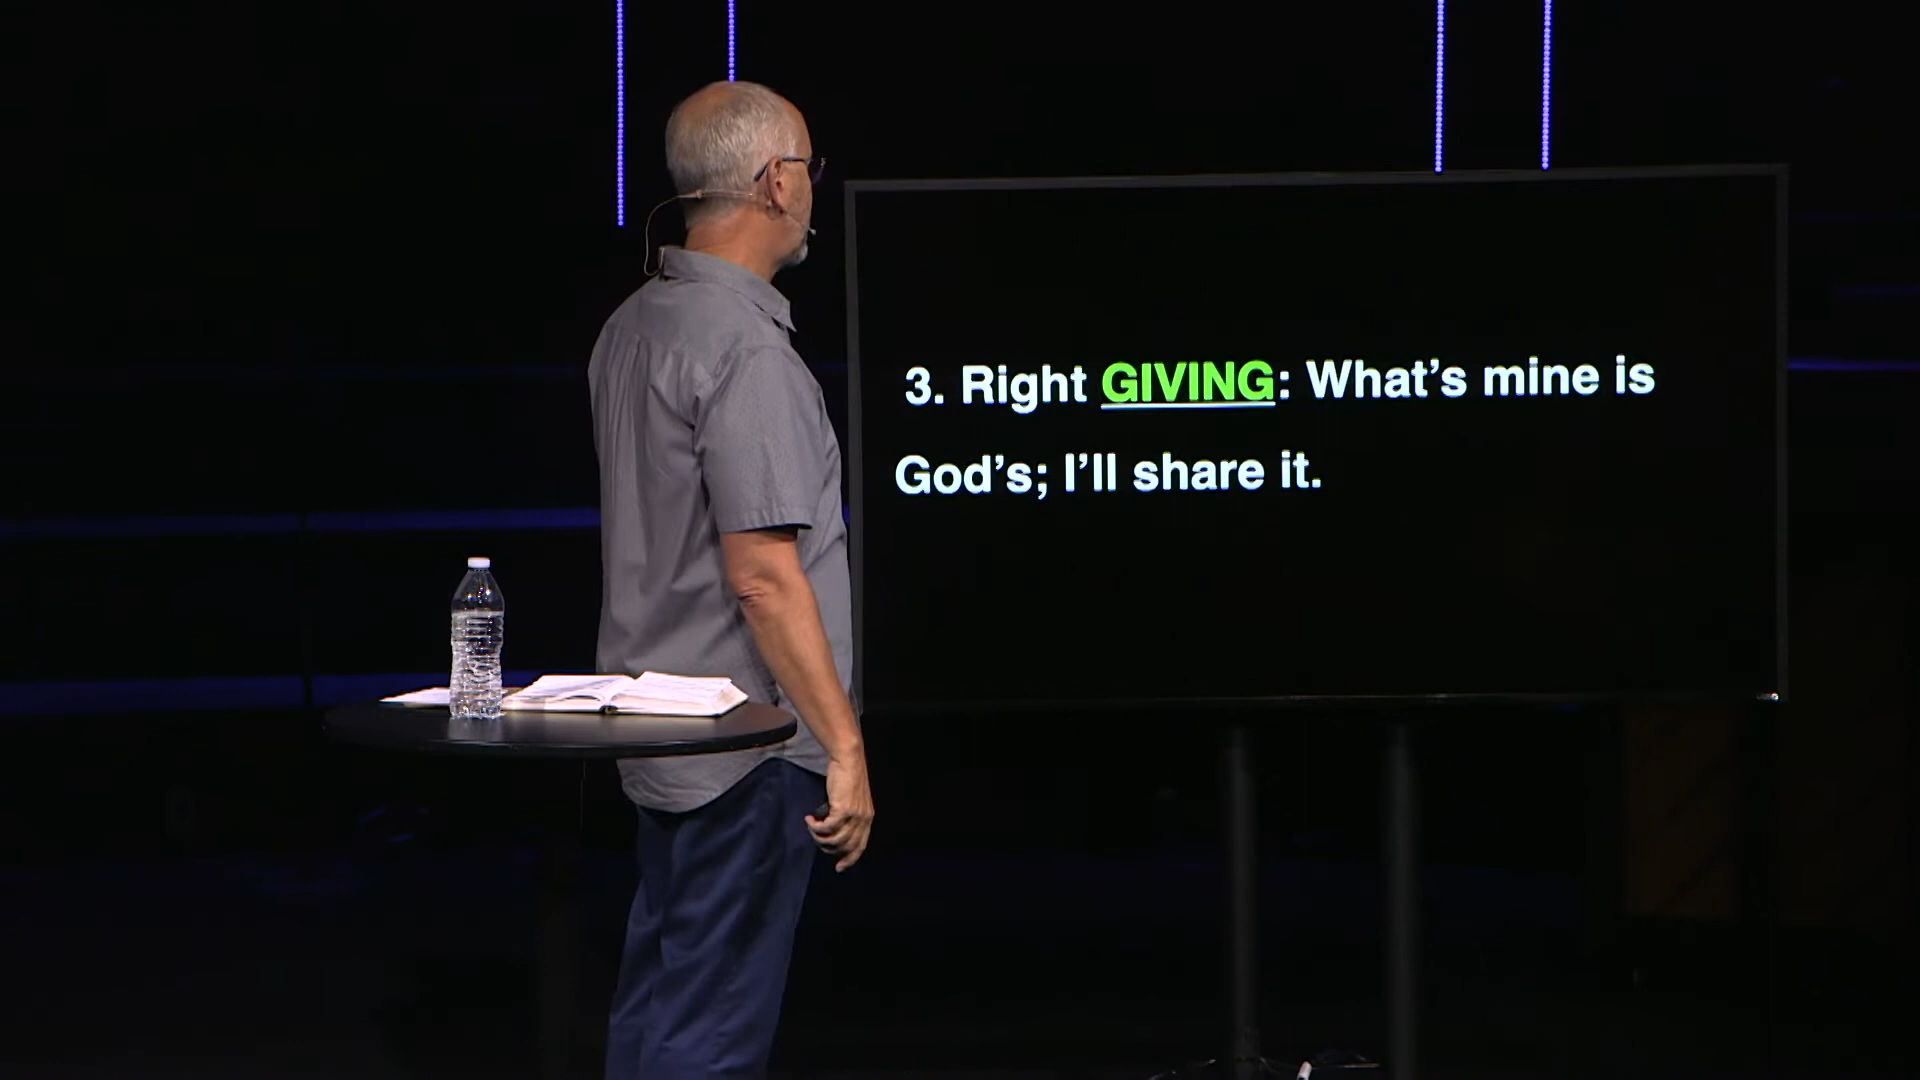 3. Right GIVING: What’s mine is
God’s; I’ll share it.